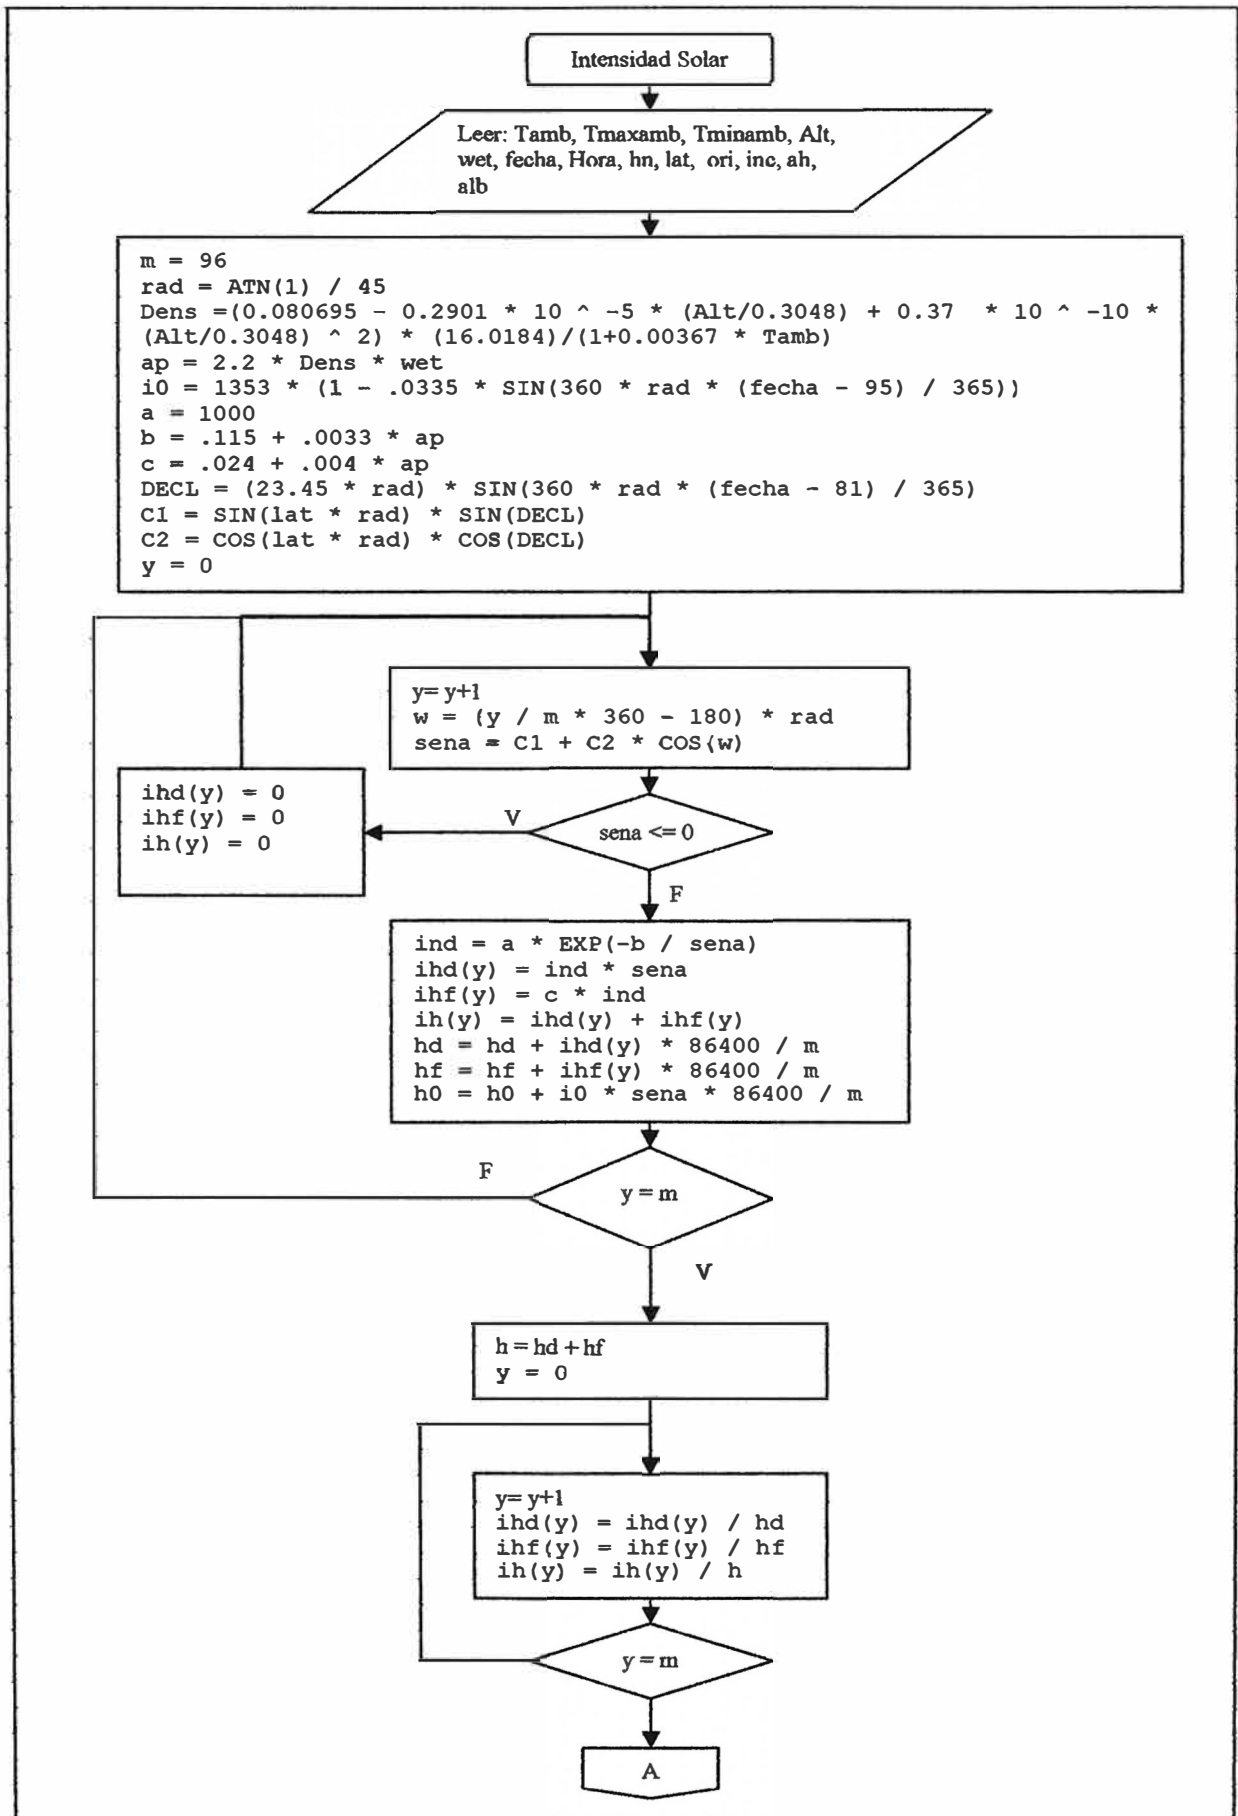 Intensidad Solar
Leer: Tamb, Tmaxamb, Tminamb, Alt,
wet, fecha, Hora, hn, lat, ori, inc, ah,
alb
m = 96
rad = ATN(1) / 45
Dens =(0.080695 - 0.2901 * 10 ^ -5 * (Alt/0.3048) + 0.37 * 10 ^ -10 *
(Alt/0.3048) ^ 2) * (16.0184)/(1+0.00367 * Tamb)
ap = 2.2 * Dens * wet
i0 = 1353 * (1 - .0335 * SIN(360 * rad * (fecha - 95) / 365))
a = 1000
b = .115 + .0033 * ap
c = .024 + .004 * ap
DECL = (23.45 * rad) * SIN(360 * rad * (fecha - 81) / 365)
C1 = SIN(lat * rad) * SIN(DECL)
C2 = COS(lat * rad) * COS(DECL)
y = 0
y= y+1
w = (y / m * 360 - 180) * rad
sena = C1 + C2 * COS(w)
ihd(y) = 0
ihf(y) = 0
ih(y) = 0
V
sena <= 0
F
ind = a * EXP(-b / sena)
ihd(y) = ind * sena
ihf(y) = c * ind
ih(y) = ihd(y) + ihf(y)
hd = hd + ihd(y) * 86400 / m
hf = hf + ihf(y) * 86400 / m
h0 = h0 + i0 * sena * 86400 / m
F
y = m
V
h = hd + hf
y = 0
y= y+1
ihd(y) = ihd(y) / hd
ihf(y) = ihf(y) / hf
ih(y) = ih(y) / h
y = m
A